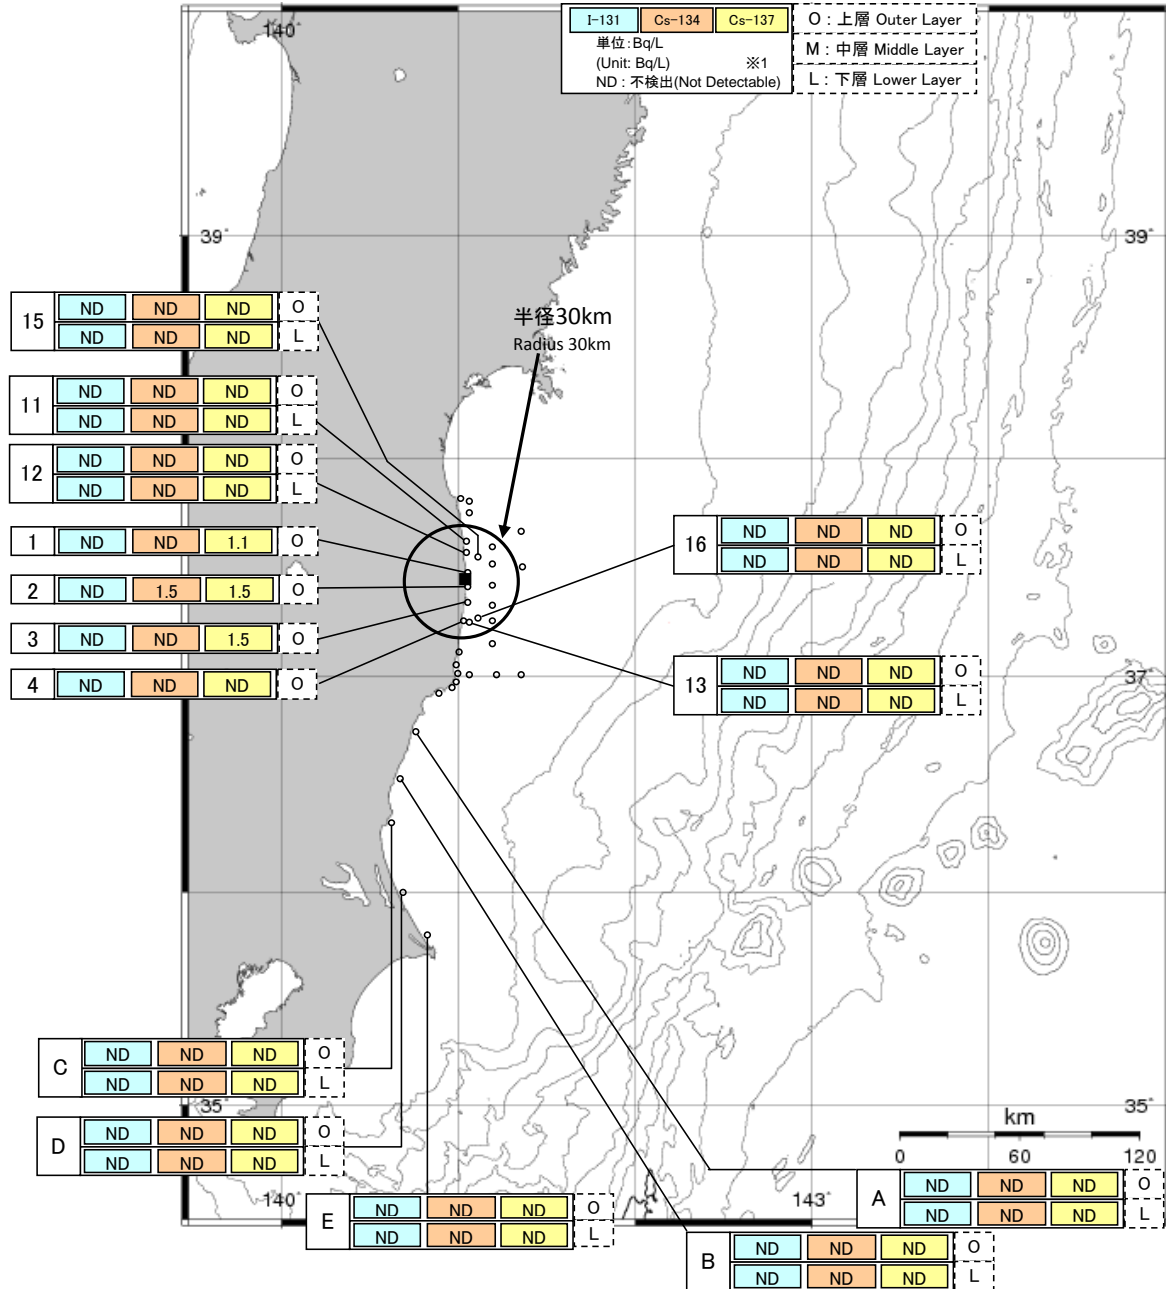 I-131 Cs-134 Cs-137
単位:Bq/L
(Unit: Bq/L) ※1
ND : 不検出(Not Detectable)
O : 上層 Outer Layer
M : 中層 Middle Layer
L : 下層 Lower Layer
140°
39° 39°
半径30km
Radius 30km
15
ND ND ND O
ND ND ND L
11
ND ND ND O
ND ND ND L
12
ND ND ND O
ND ND ND L
1 ND ND 1.1 O
2 ND 1.5 1.5 O
3 ND ND 1.5 O
4 ND ND ND O
16
ND ND ND O
ND ND ND L
13
ND ND ND O
ND ND ND L
37°
C
ND ND ND O
ND ND ND L
35° 35°
D
ND ND ND O
ND ND ND L
km
0 60 120
A
ND ND ND O
ND ND ND L
140° 143°
E
ND ND ND O
ND ND ND L
B
ND ND ND O
ND ND ND L